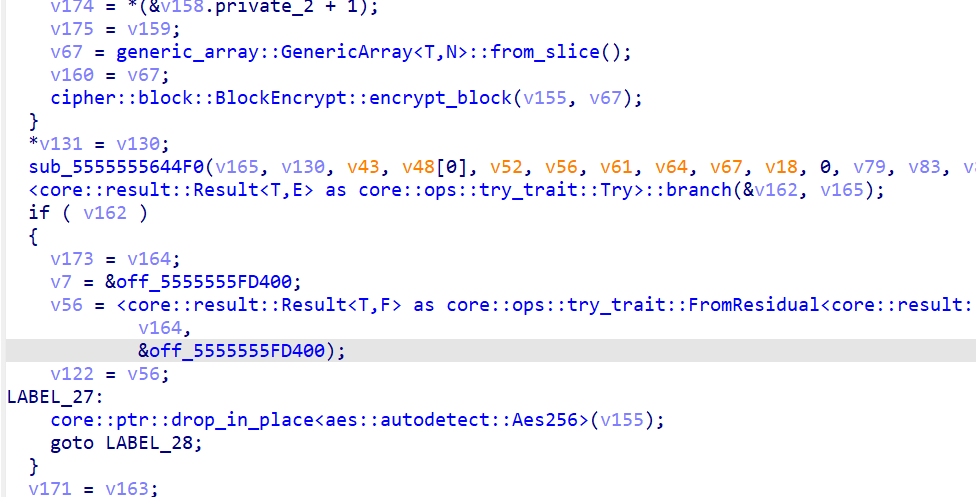 v174 = *(&v158.private_2 + 1);
v175 = v159;
v67 = generic_array::GenericArray<T,N>::from_slice();
v160 = v67;
cipher::block::BlockEncrypt::encrypt_block(v155, v67);
}
*v131 = v130;
sub_5555555644F0(v165, v130, v43, v48[0], v52, v56, v61, v64, v67, v18, 0, v79, v83,
<core::result::Result<T,E> as core::ops::try_trait::Try>::branch(&v162, v165);
if ( v162 )
{
v173 = v164;
v7 = &off_5555555FD400;
v56 = <core::result::Result<T,F> as core::ops::try_trait::FromResidual<core::result::
v164,
&off_5555555FD400);
v122 = v56;
LABEL_27:
core::ptr::drop_in_place<aes::autodetect::Aes256>(v155);
goto LABEL_28;
}
v171 = v163;